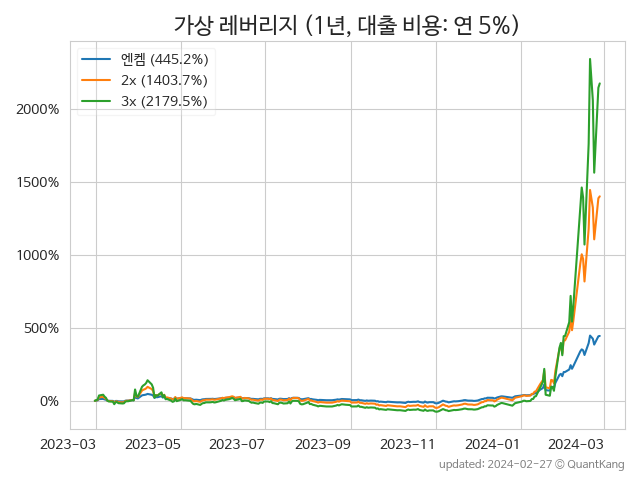 가상 레버리지 (1년, 대출 비용: 연 5%)
엔켐 (445.2%)
2x (1403.7%)
3x (2179.5%)
2000%
1500%
1000%
500%
0%
2023-03 2023-05 2023-07 2023-09 2023-11 2024-01 2024-03
updated: 2024-02-27 © QuantKang